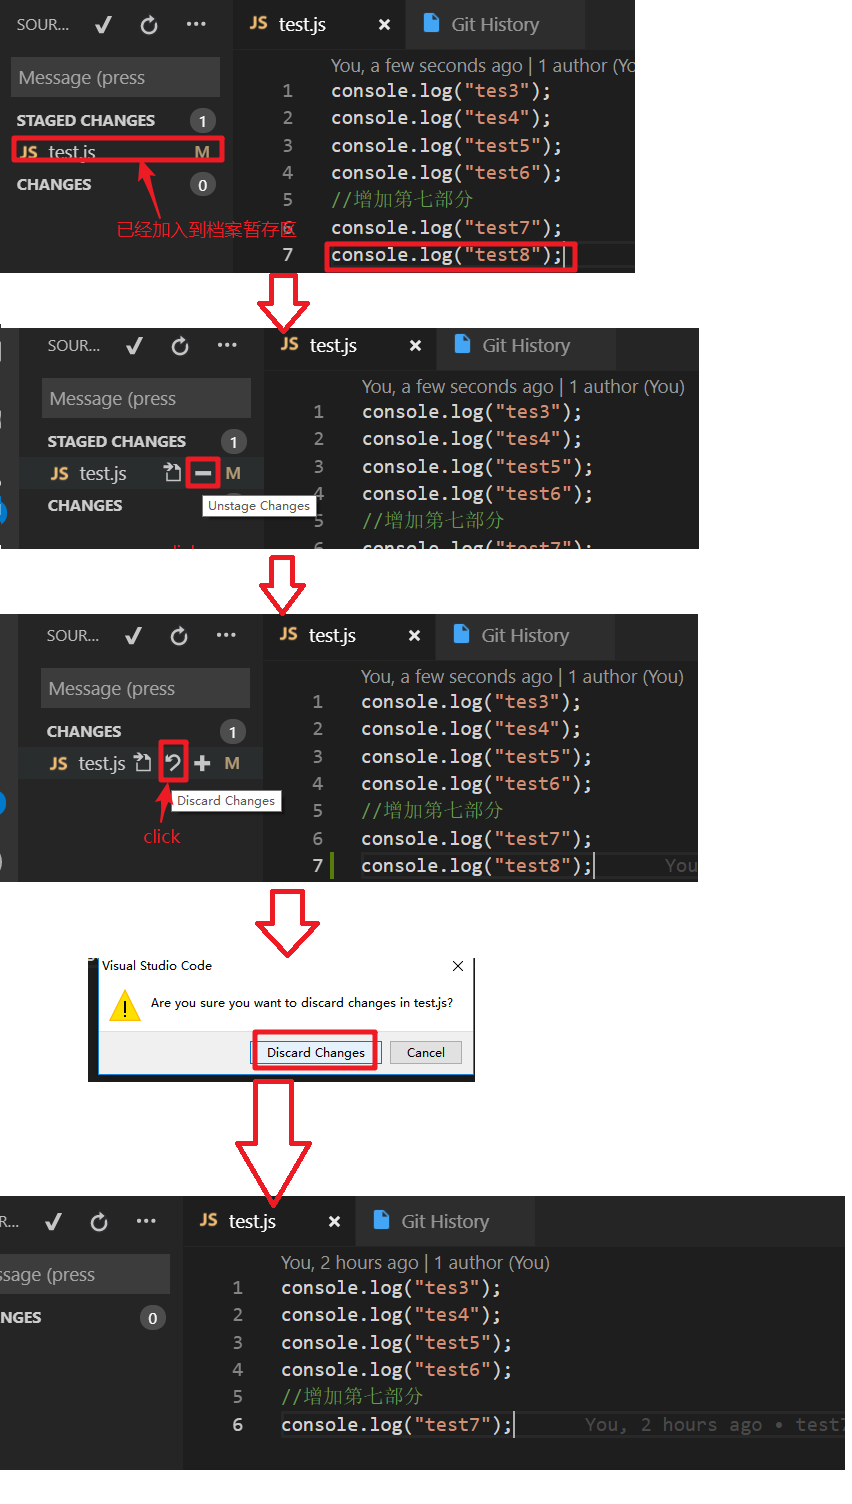 SOUR...
JS test.js
Git History
Message (press
You, a few seconds ago | 1 author (Yo
STAGED CHANGES 1
JS test.js M
CHANGES 0
已经加入到档案暂存区
1 console.log("tes3");
2 console.log("tes4");
3 console.log("test5");
4 console.log("test6");
5 //增加第七部分
6 console.log("test7");
7 console.log("test8");
SOUR...
JS test.js
Git History
Message (press
You, a few seconds ago | 1 author (You)
STAGED CHANGES 1
JS test.js M
Unstage Changes
CHANGES
1 console.log("tes3");
2 console.log("tes4");
3 console.log("test5");
4 console.log("test6");
5 //增加第七部分
6 console.log("test7");
SOUR...
JS test.js
Git History
Message (press
You, a few seconds ago | 1 author (You)
CHANGES 1
JS test.js M
Discard Changes
click
1 console.log("tes3");
2 console.log("tes4");
3 console.log("test5");
4 console.log("test6");
5 //增加第七部分
6 console.log("test7");
7 console.log("test8"); You
Visual Studio Code
Are you sure you want to discard changes in test.js?
Discard Changes
Cancel
R...
JS test.js
Git History
ssage (press
You, 2 hours ago | 1 author (You)
NGES 0
1 console.log("tes3");
2 console.log("tes4");
3 console.log("test5");
4 console.log("test6");
5 //增加第七部分
6 console.log("test7"); You, 2 hours ago • test7